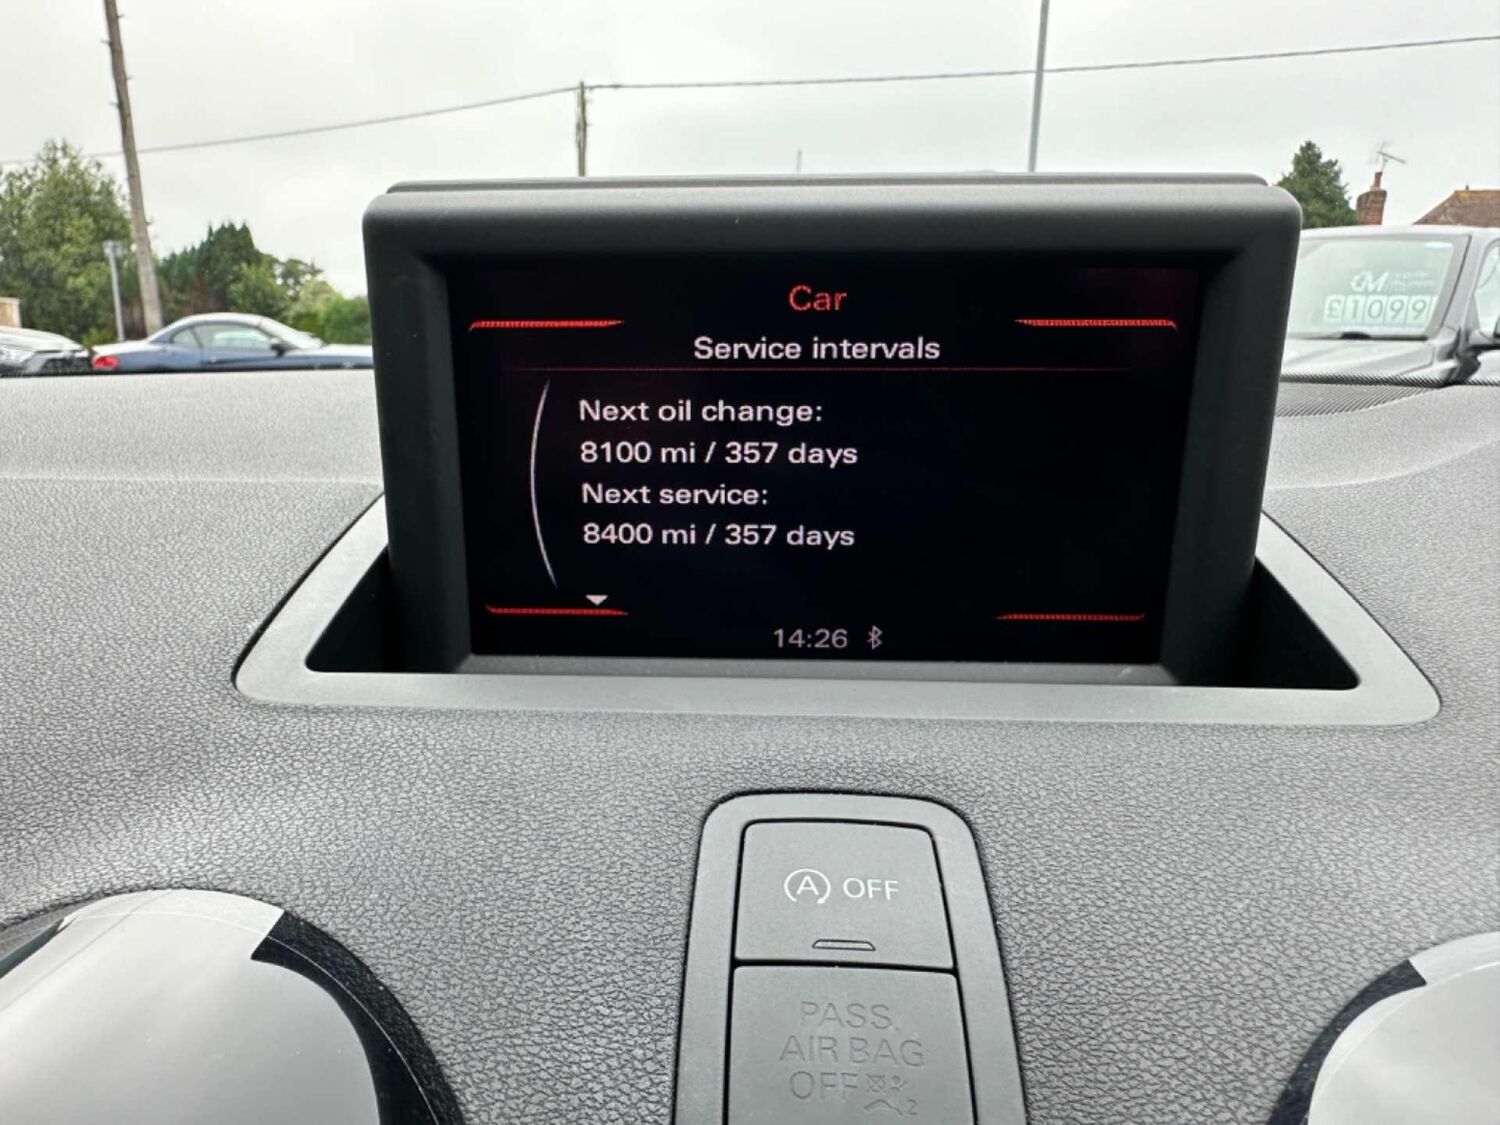 Car
Service intervals
Next oil change:
8100 mi / 357 days
Next service:
8400 mi / 357 days
14:26
£1099
A OFF
PASS.
AIR BAG
OFF
2